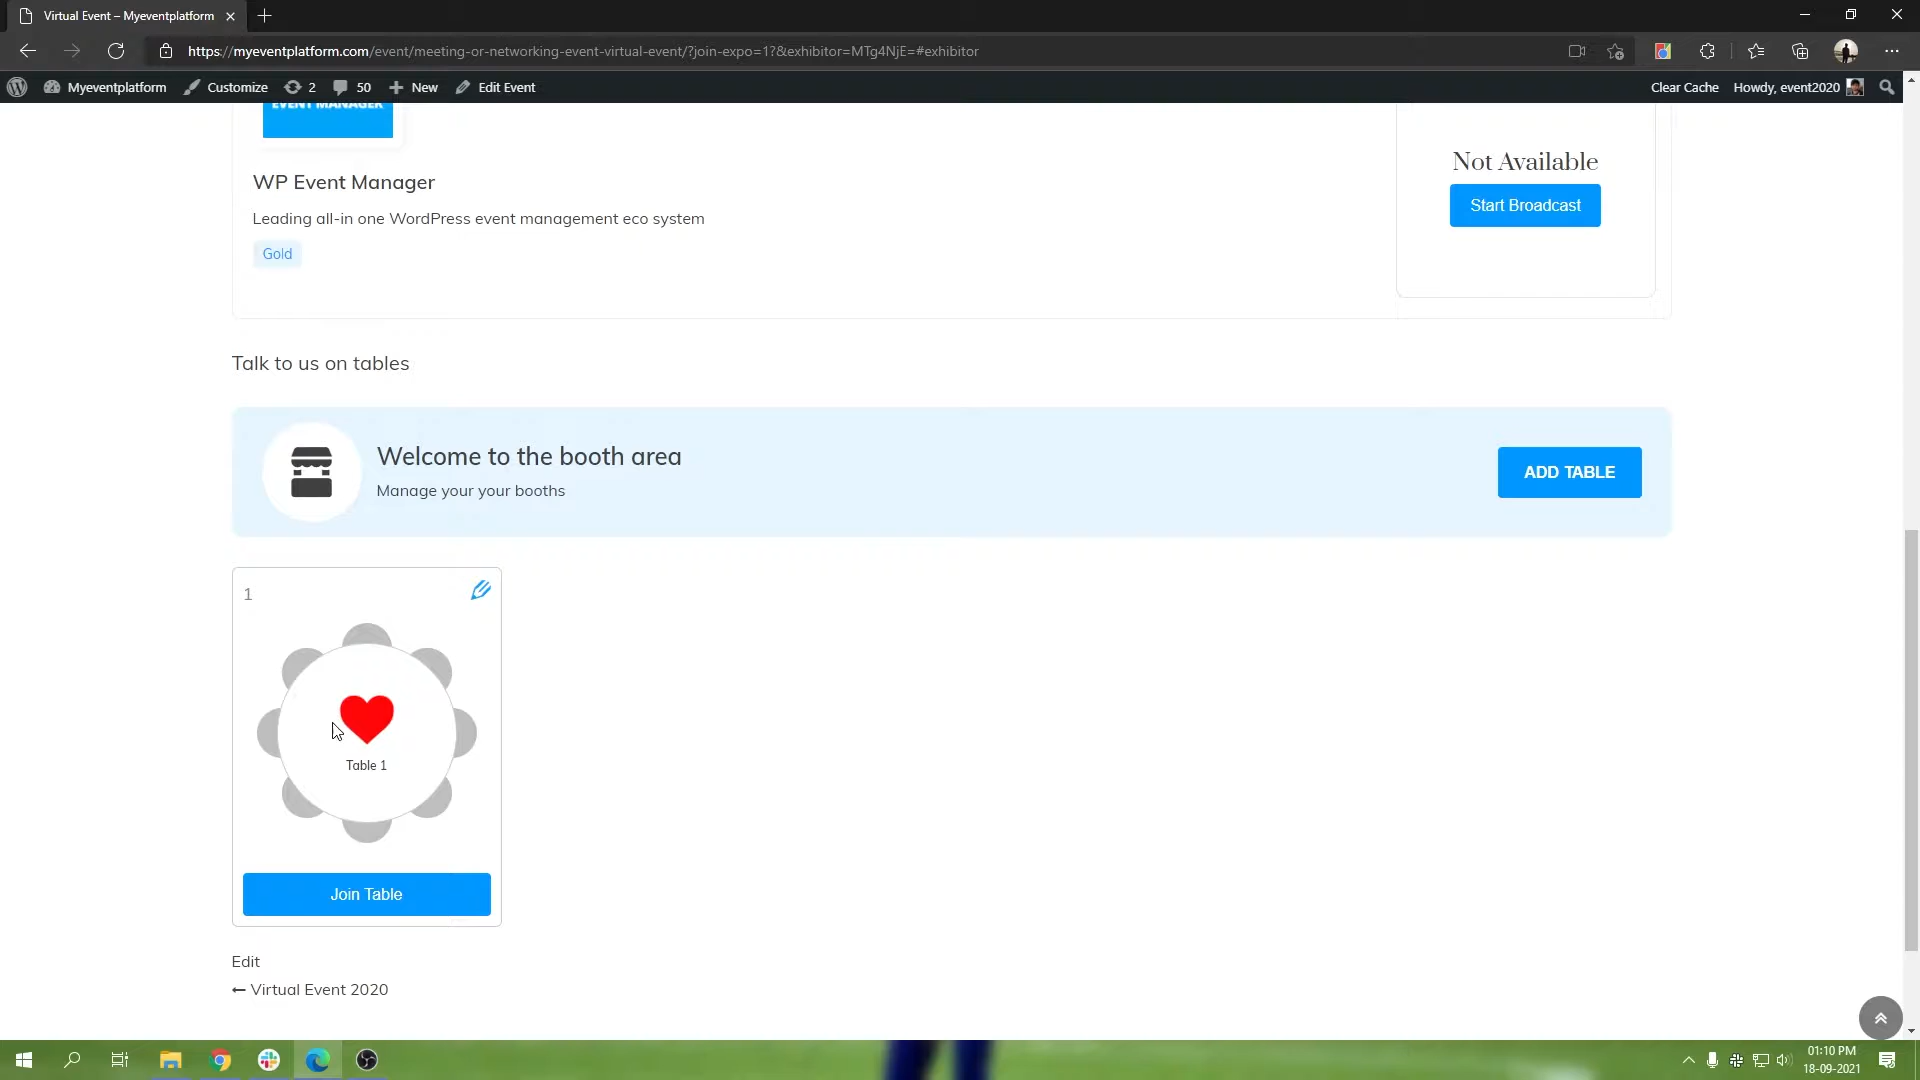 Virtual Event – Myeventplatform
https://myeventplatform.com/event/meeting-or-networking-event-virtual-event/?join-expo=1?&exhibitor=MTg4NjE=#exhibitor
Myeventplatform Customize 2 50 New Edit Event Clear Cache Howdy, event2020
EVENT MANAGER
WP Event Manager
Leading all-in one WordPress event management eco system
Gold
Not Available
Start Broadcast
Talk to us on tables
Welcome to the booth area
Manage your your booths
ADD TABLE
1
Table 1
Join Table
Edit
← Virtual Event 2020
01:10 PM
18-09-2021